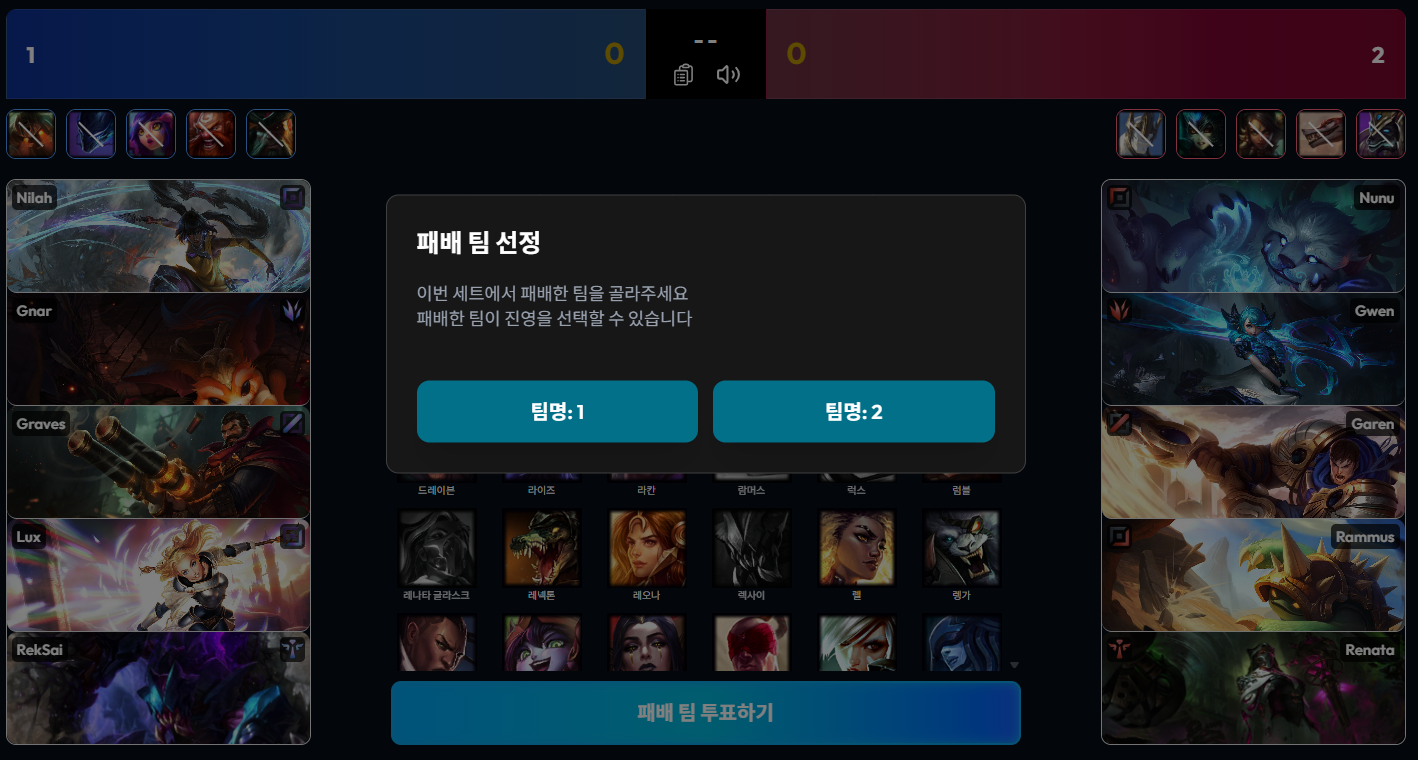 1
0
--
0
2
Nilah
Gnar
Graves
Lux
RekSai
Nunu
Gwen
Garen
Rammus
Renata
패배 팀 선정
이번 세트에서 패배한 팀을 골라주세요
패배한 팀이 진영을 선택할 수 있습니다
팀명: 1
팀명: 2
드레이븐
라이즈
라칸
람머스
럭스
럼블
레나타 글라스크
레넥톤
레오나
렉사이
렐
렝가
패배 팀 투표하기